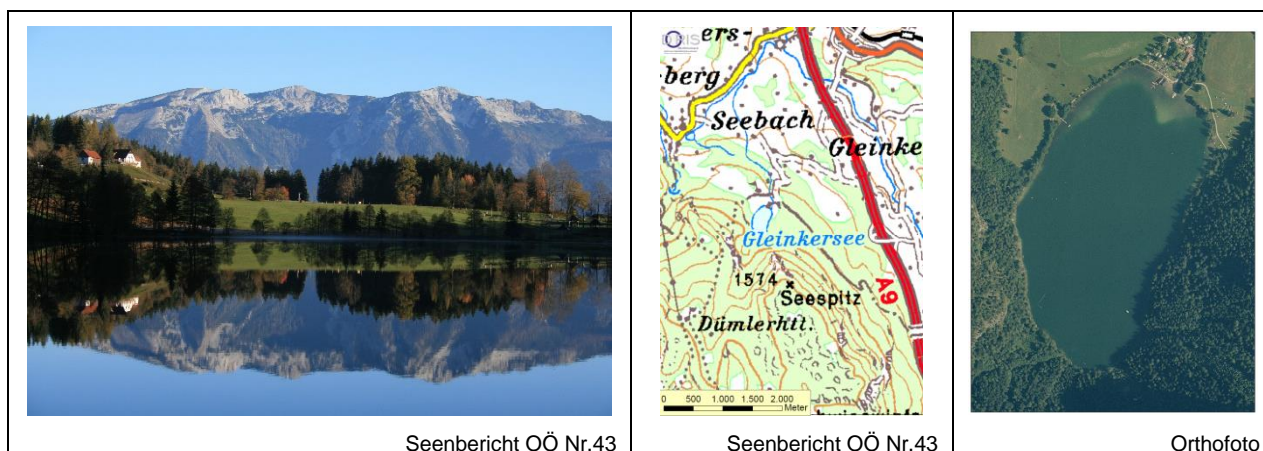 ers-
berg
Seebach
Gleinke
Gleinkersee
1574
Seespitz
A9
Dümlerhtt.
0 500 1.000 1.500 2.000
Meter
Seenbericht OÖ Nr.43
Seenbericht OÖ Nr.43
Orthofoto